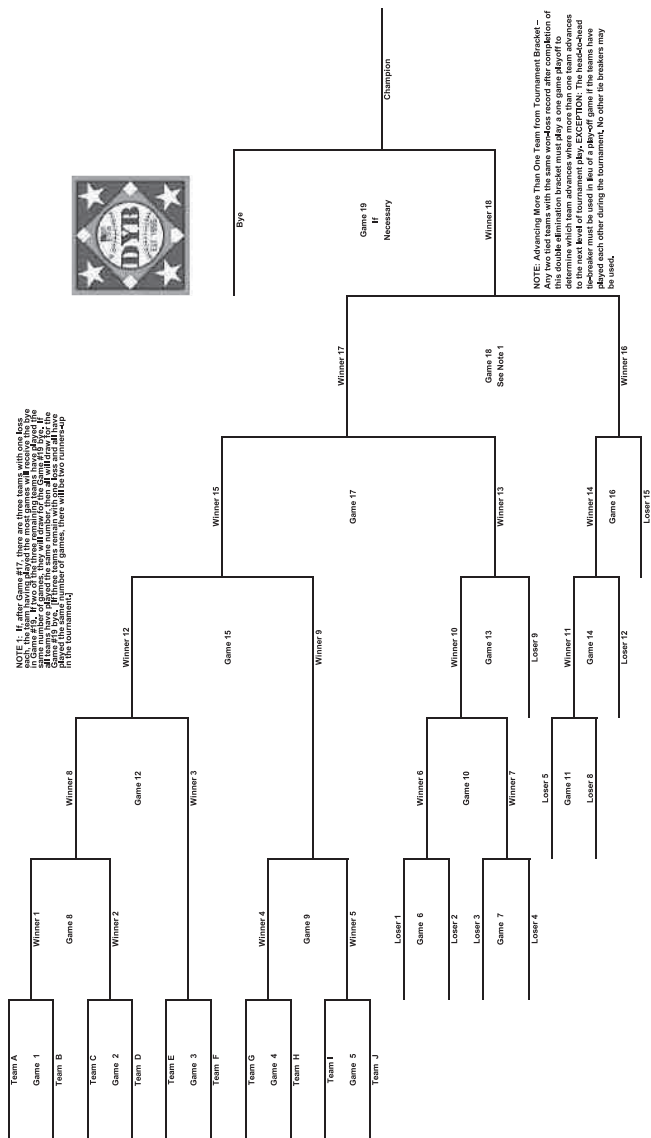 Team A
Game 1
Team B
Team C
Game 2
Team D
Team E
Game 3
Team F
Team G
Game 4
Team H
Team I
Game 5
Team J
Winner 1
Game 8
Winner 2
Winner 4
Game 9
Winner 5
Loser 1
Game 6
Loser 2
Loser 3
Game 7
Loser 4
Winner 8
Game 12
Winner 3
Winner 6
Game 10
Winner 7
Loser 5
Game 11
Loser 8
Winner 12
Game 15
Winner 9
Winner 10
Game 13
Loser 9
Winner 11
Game 14
Loser 12
Winner 15
Game 17
Winner 13
Winner 14
Game 16
Loser 15
Winner 17
Game 18
See Note 1
Winner 16
Bye
Game 19
If
Necessary
Winner 18
Champion
DYB
NOTE 1: If, after Game #17, there are three teams with one loss
each, the team having played the most games will receive the bye
in Game #19. If two of the three remaining teams have played the
same number of games, they will draw for the Game #19 bye. If
all teams have played the same number, then all will draw for the
Game #19 bye. [If three teams remain with one loss and all have
played the same number of games, there will be two runners-up
in the tournament.]
NOTE: Advancing More Than One Team from Tournament Bracket –
Any two tied teams with the same won-loss record after completion of
this double elimination bracket must play a one game playoff to
determine which team advances where more than one team advances
to the next level of tournament play. EXCEPTION: The head-to-head
tie-breaker must be used in lieu of a play-off game if the teams have
played each other during the tournament. No other tie breakers may
be used.